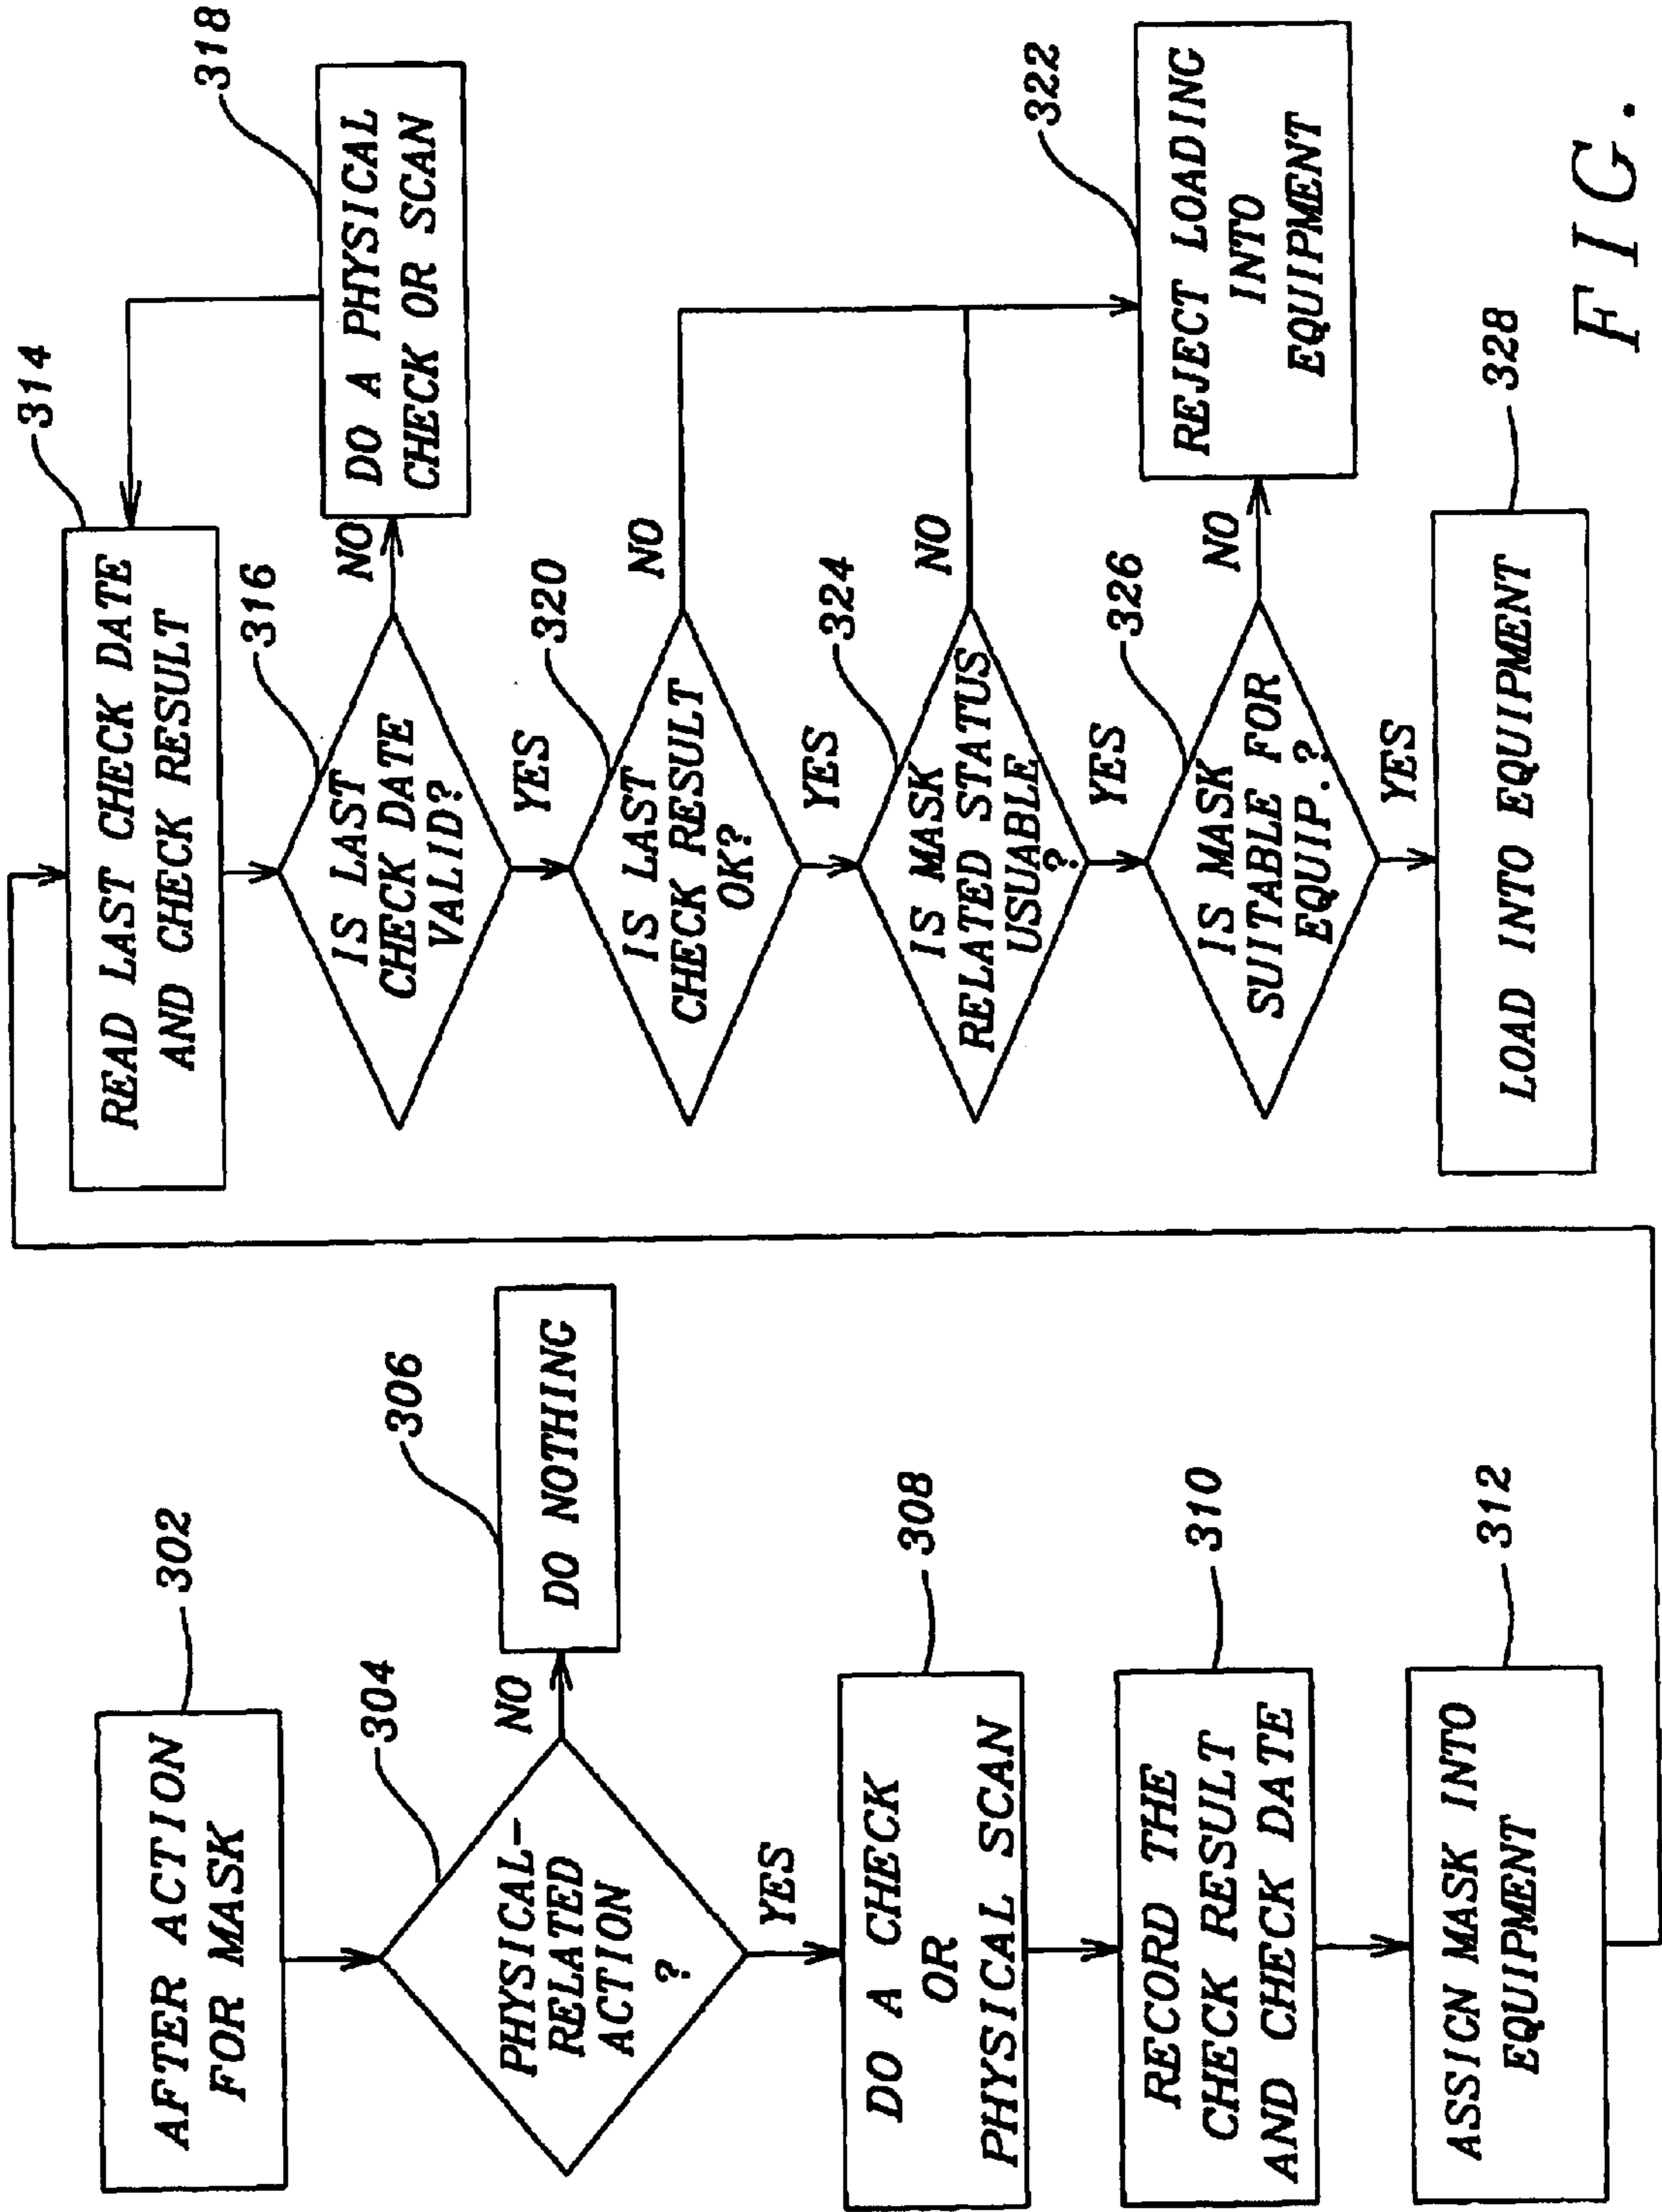 AFTER ACTION
FOR MASK
302
PHYSICAL-
RELATED
ACTION
?
304
NO
DO NOTHING
306
YES
DO A CHECK
OR
PHYSICAL SCAN
308
RECORD THE
CHECK RESULT
AND CHECK DATE
310
ASSIGN MASK INTO
EQUIPMENT
312
READ LAST CHECK DATE
AND CHECK RESULT
314
IS LAST
CHECK DATE
VALID?
316
NO
DO A PHYSICAL
CHECK OR SCAN
318
YES
IS LAST
CHECK RESULT
OK?
320
NO
YES
IS MASK
RELATED STATUS
USUABLE
?
324
NO
REJECT LOADING
INTO
EQUIPMENT
322
YES
IS MASK
SUITABLE FOR
EQUIP.?
326
NO
YES
LOAD INTO EQUIPMENT
328
FIG.